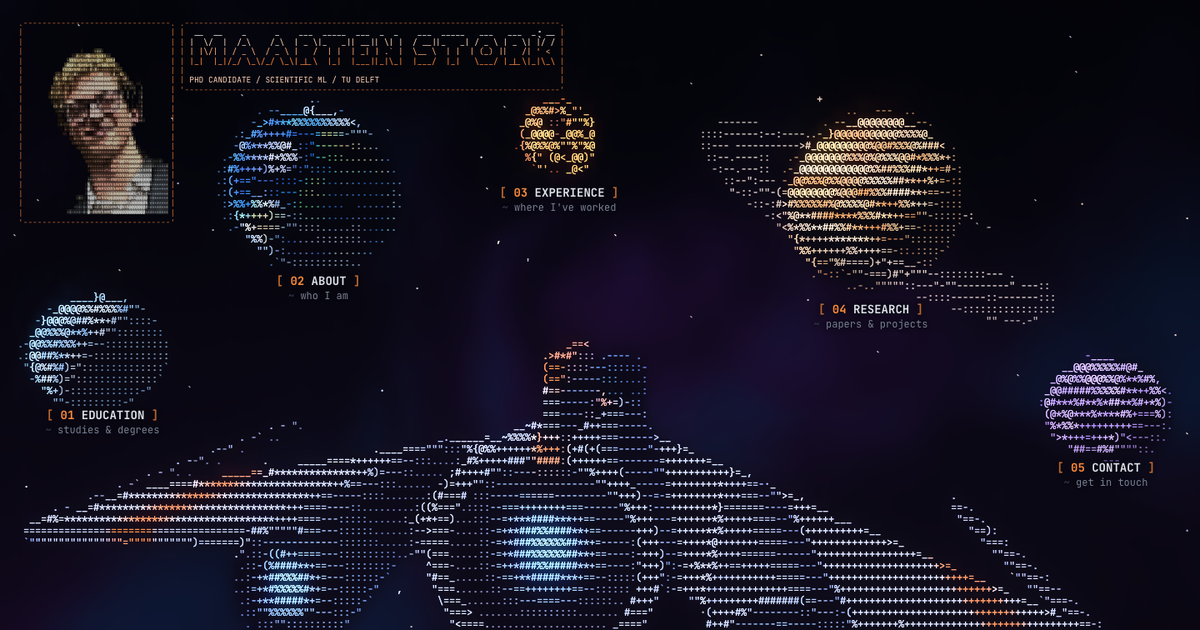 MAARTEN STORK
PHD CANDIDATE / SCIENTIFIC ML / TU DELFT
[ 03 EXPERIENCE ]
~ where I've worked
[ 02 ABOUT ]
~ who I am
[ 04 RESEARCH ]
~ papers & projects
[ 01 EDUCATION ]
~ studies & degrees
[ 05 CONTACT ]
~ get in touch